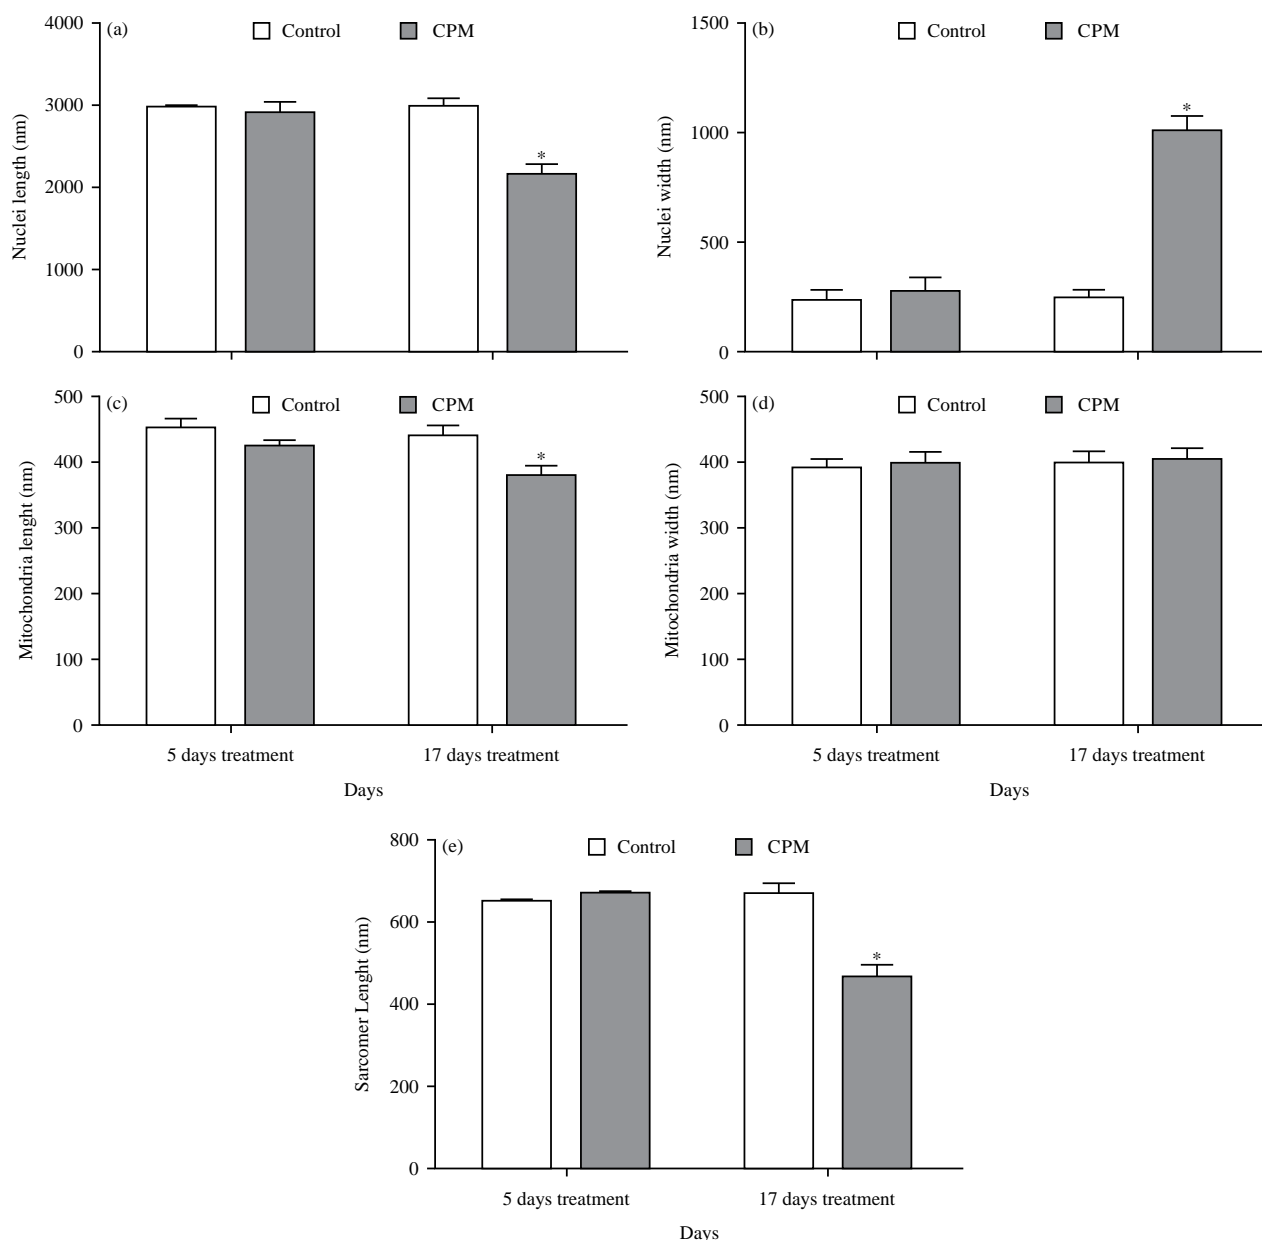 (a) Control CPM
4000
3000
2000
1000
0
Nuclei length (nm)
*
(b) Control CPM
1500
1000
500
0
Nuclei width (nm)
*
(c) Control CPM
500
400
300
200
100
0
Mitochondria lenght (nm)
*
5 days treatment 17 days treatment
Days
(d) Control CPM
500
400
300
200
100
0
Mitochondria width (nm)
5 days treatment 17 days treatment
Days
(e) Control CPM
800
600
400
200
0
Sarcomer Lenght (nm)
*
5 days treatment 17 days treatment
Days